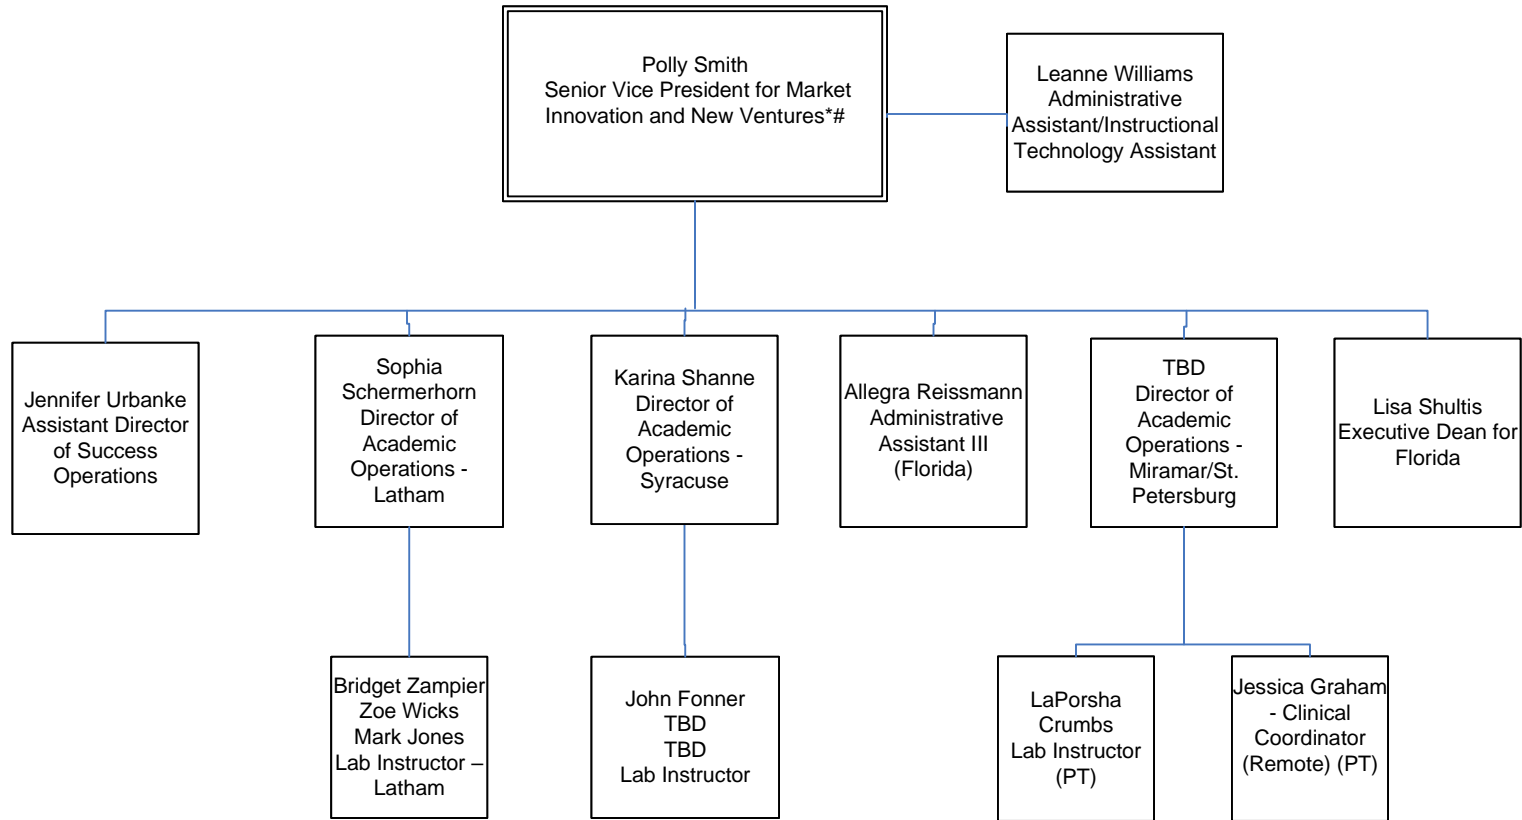 Polly Smith
Senior Vice President for Market
Innovation and New Ventures*#
Leanne Williams
Administrative
Assistant/Instructional
Technology Assistant
Jennifer Urbanke
Assistant Director
of Success
Operations
Sophia
Schermerhorn
Director of
Academic
Operations -
Latham
Karina Shanne
Director of
Academic
Operations -
Syracuse
Allegra Reissmann
Administrative
Assistant III
(Florida)
TBD
Director of
Academic
Operations -
Miramar/St.
Petersburg
Lisa Shultis
Executive Dean for
Florida
Bridget Zampier
Zoe Wicks
Mark Jones
Lab Instructor –
Latham
John Fonner
TBD
TBD
Lab Instructor
LaPorsha
Crumbs
Lab Instructor
(PT)
Jessica Graham
- Clinical
Coordinator
(Remote) (PT)